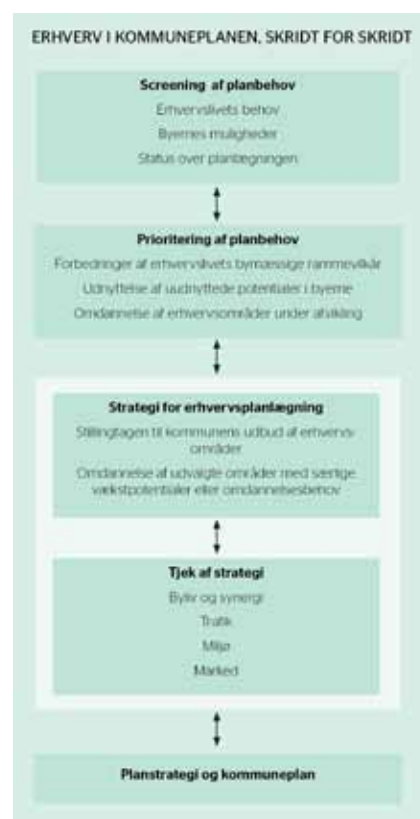 ERHVERV I KOMMUNEPLANEN, SKRIDT FOR SKRIDT
Screening af planbehov
Erhvervslivets behov
Byernes muligheder
Status over planlægningen
Prioritering af planbehov
Forbedringer af erhvervslivets bymæssige rammevilkår
Udnyttelse af uudnyttede potentialer i byerne
Omdannelse af erhvervsområder under afvikling
Strategi for erhvervsplanlægning
Stillingtagen til kommunens udbud af erhvervs-
områder
Omdannelse af udvalgte områder med særlige
vækstpotentialer eller omdannelsesbehov
Tjek af strategi
Byliv og synergi
Trafik
Miljø
Marked
Planstrategi og kommuneplan